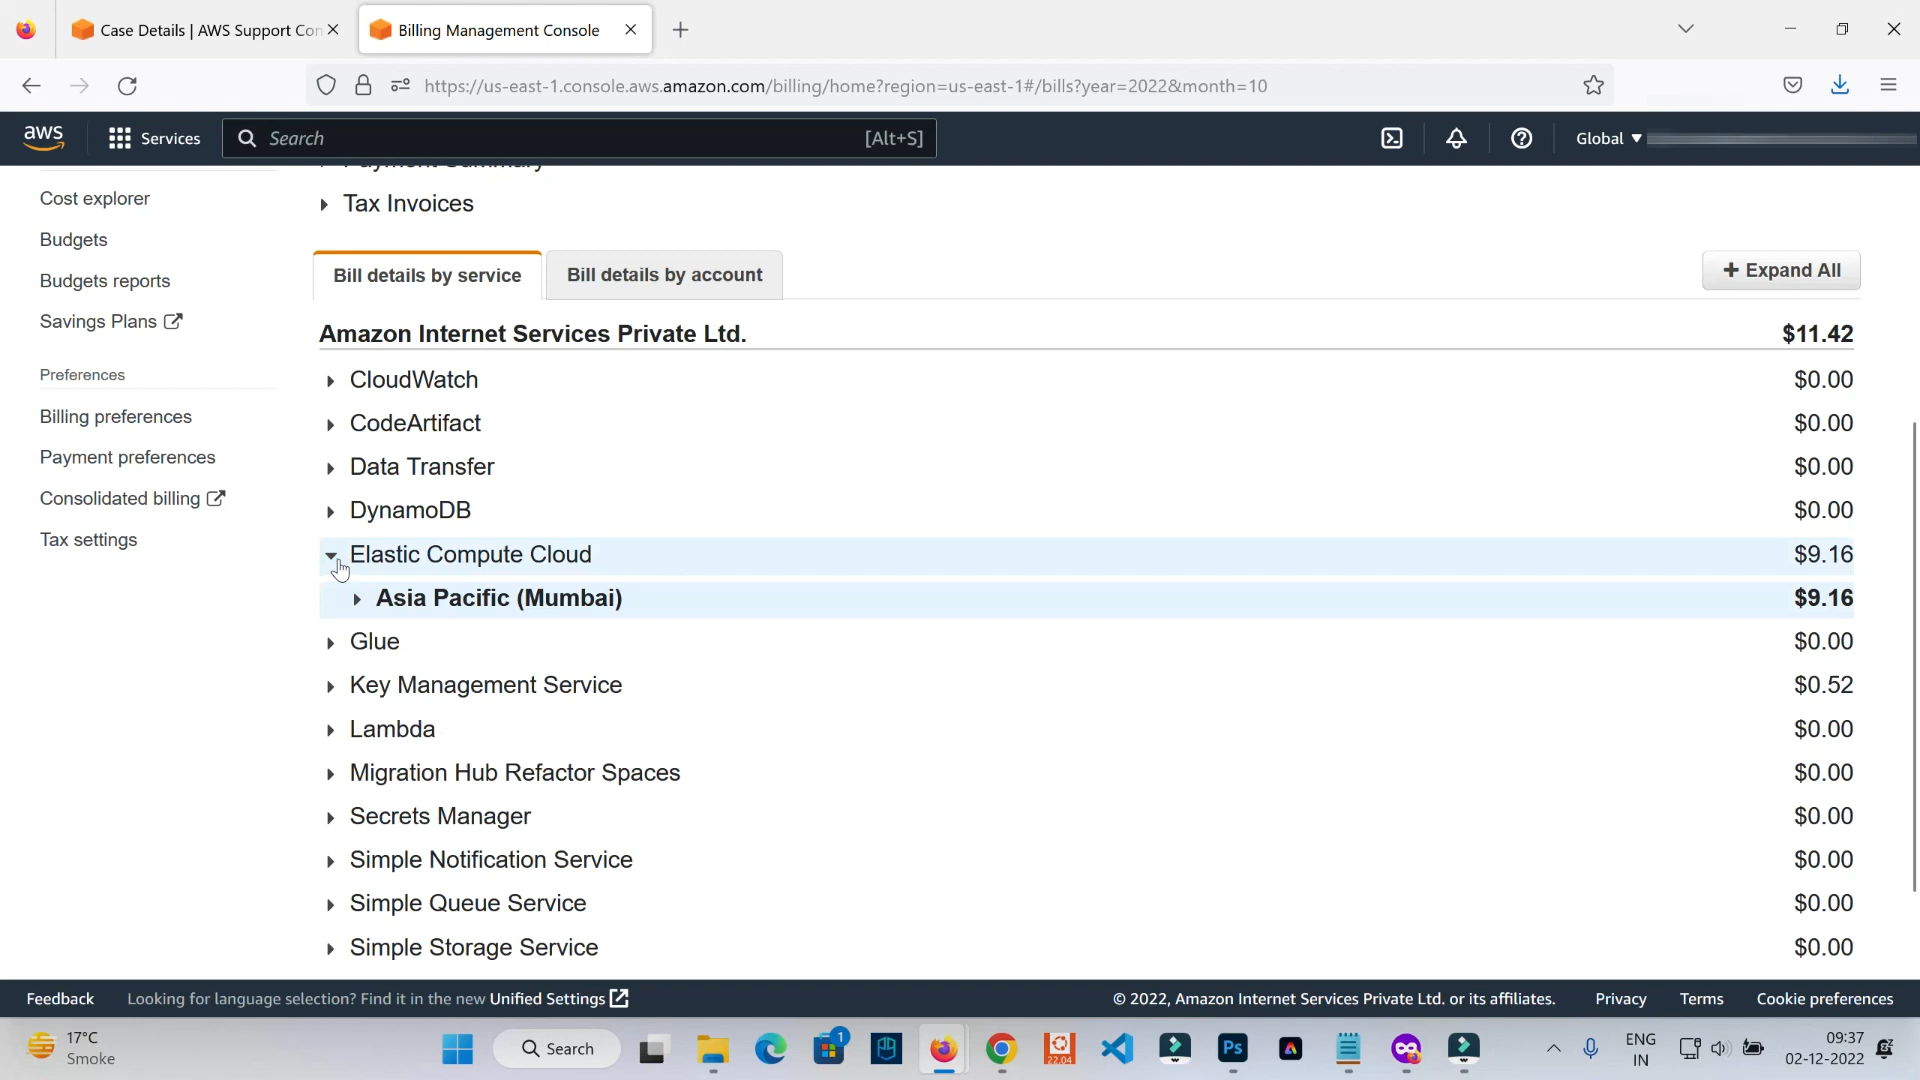 Case Details | AWS Support Con
Billing Management Console
https://us-east-1.console.aws.amazon.com/billing/home?region=us-east-1#/bills?year=2022&month=10
aws
Services
Search
[Alt+S]
Global
Payment Summary
Tax Invoices
Cost explorer
Budgets
Budgets reports
Savings Plans
Preferences
Billing preferences
Payment preferences
Consolidated billing
Tax settings
Bill details by service
Bill details by account
+ Expand All
Amazon Internet Services Private Ltd. $11.42
CloudWatch $0.00
CodeArtifact $0.00
Data Transfer $0.00
DynamoDB $0.00
Elastic Compute Cloud $9.16
Asia Pacific (Mumbai) $9.16
Glue $0.00
Key Management Service $0.52
Lambda $0.00
Migration Hub Refactor Spaces $0.00
Secrets Manager $0.00
Simple Notification Service $0.00
Simple Queue Service $0.00
Simple Storage Service $0.00
Feedback Looking for language selection? Find it in the new Unified Settings © 2022, Amazon Internet Services Private Ltd. or its affiliates. Privacy Terms Cookie preferences
17°C
Smoke
Search
1
22.04
Ps
ENG
IN
09:37
02-12-2022